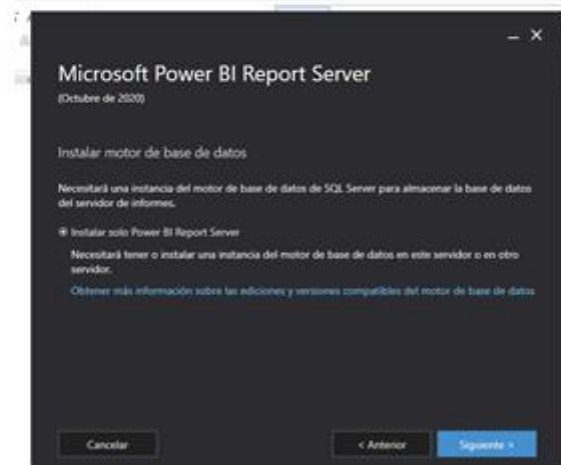 Microsoft Power BI Report Server
(Octubre de 2020)
Instalar motor de base de datos
Necesitará una instancia del motor de base de datos de SQL Server para almacenar la base de datos
del servidor de informes.
Instalar solo Power BI Report Server
Necesitará tener o instalar una instancia del motor de base de datos en este servidor o en otro
servidor.
Obtener más información sobre las ediciones y versiones compatibles del motor de base de datos
Cancelar
< Anterior
Siguiente >